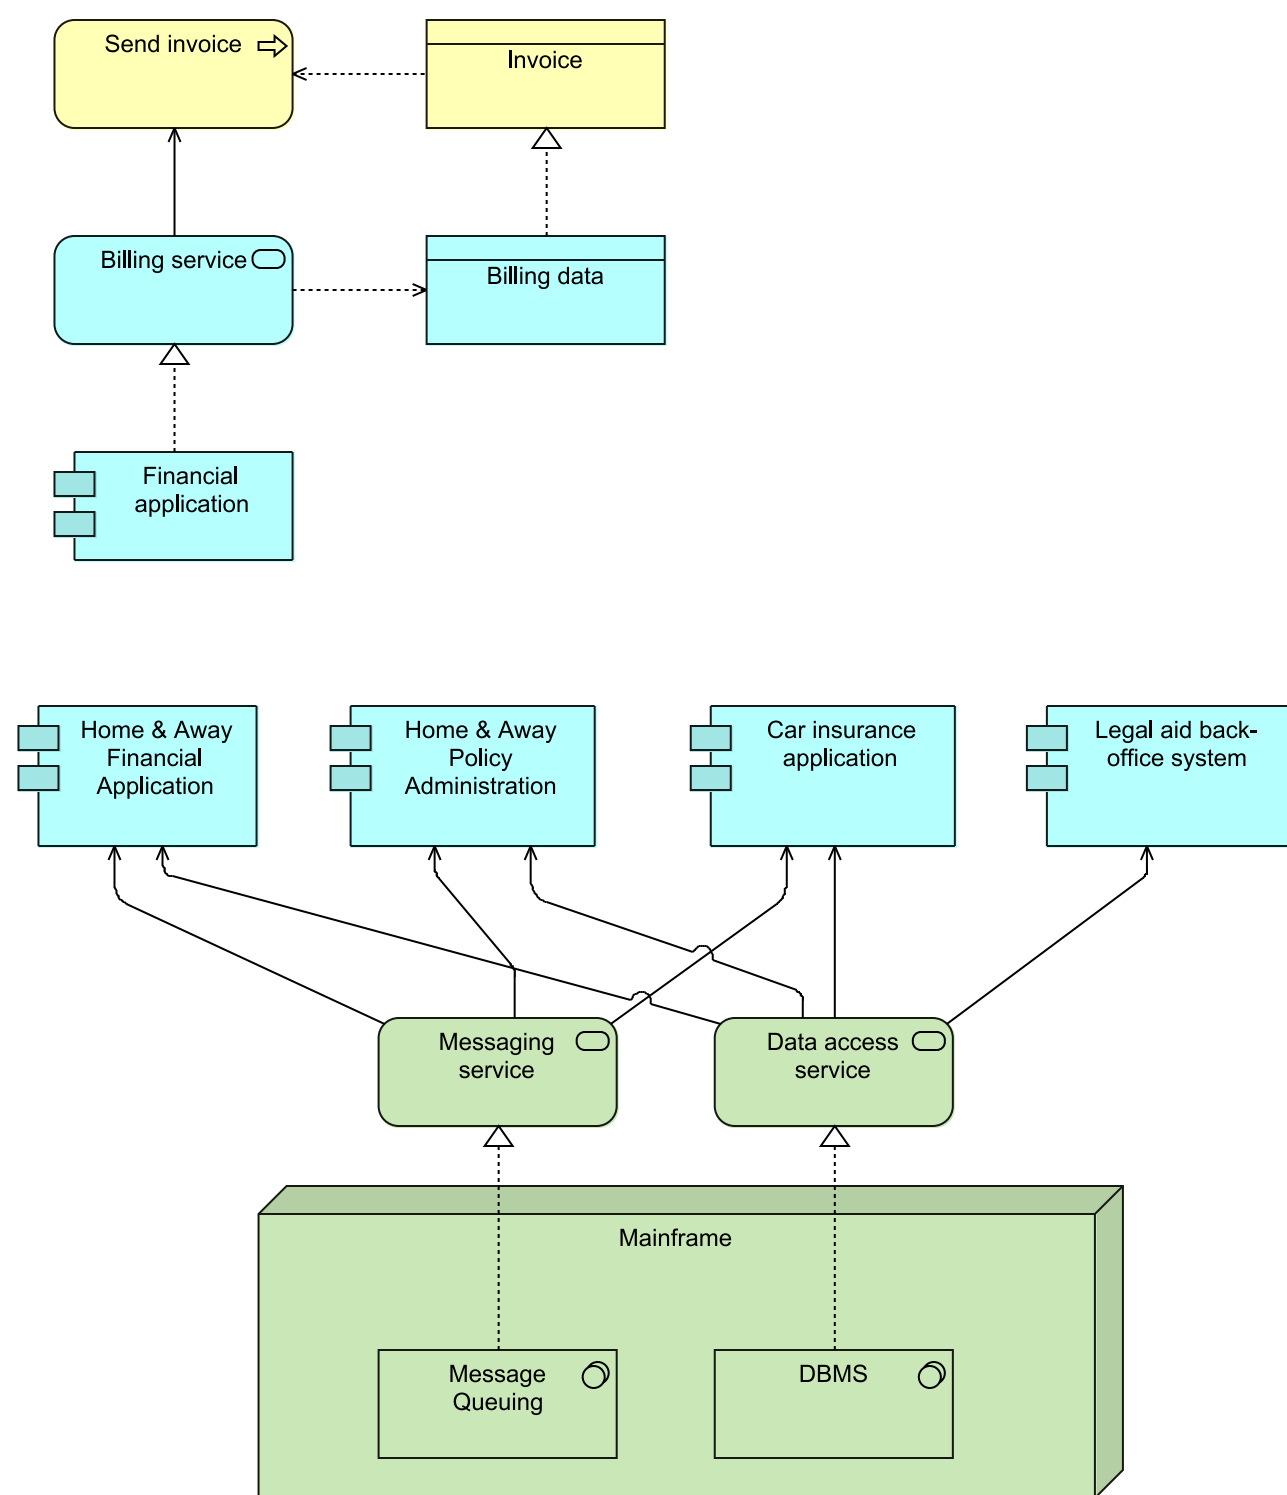 Send invoice
Invoice
Billing service
Billing data
Financial
application
Home & Away
Financial
Application
Home & Away
Policy
Administration
Car insurance
application
Legal aid back-
office system
Messaging
service
Data access
service
Mainframe
Message
Queuing
DBMS